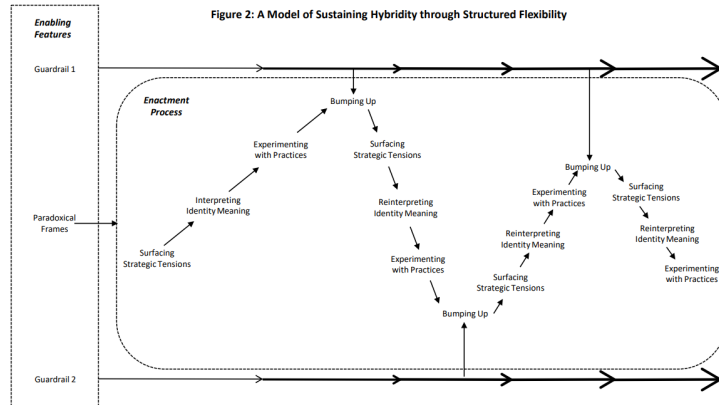 Figure 2: A Model of Sustaining Hybridity through Structured Flexibility
Enabling
Features
Guardrail 1
Enactment
Process
Bumping Up
Experimenting
with Practices
Surfacing
Strategic Tensions
Bumping Up
Interpreting
Identity Meaning
Reinterpreting
Identity Meaning
Experimenting
with Practices
Surfacing
Strategic Tensions
Paradoxical
Frames
Reinterpreting
Identity Meaning
Reinterpreting
Identity Meaning
Surfacing
Strategic Tensions
Experimenting
with Practices
Surfacing
Strategic Tensions
Experimenting
with Practices
Bumping Up
Guardrail 2